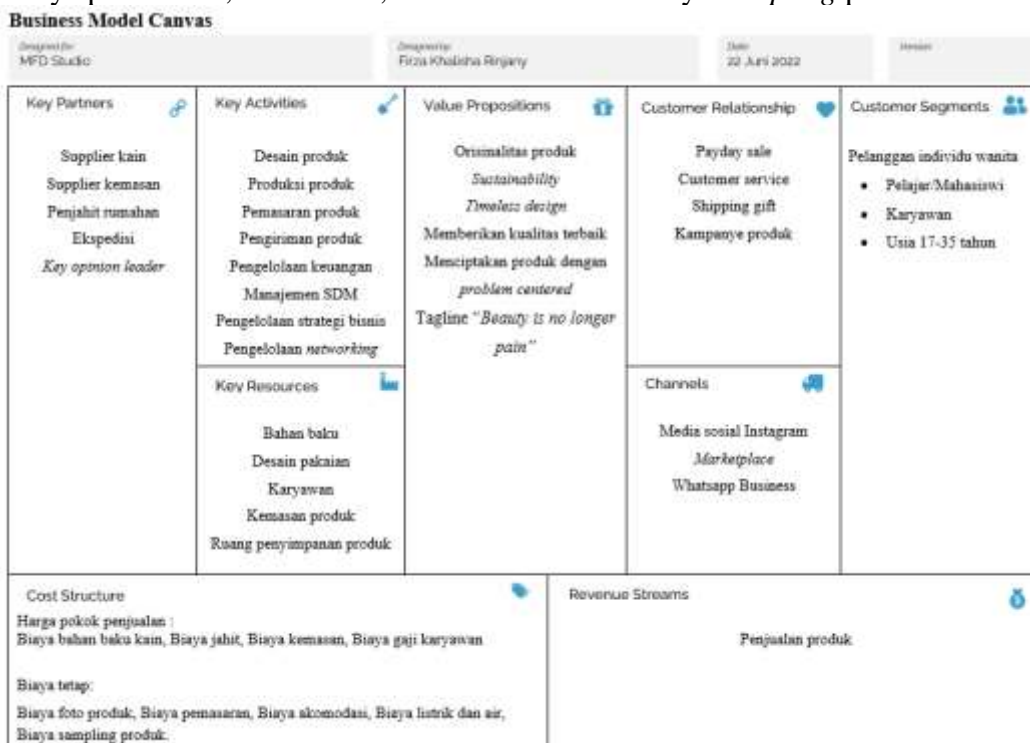 Business Model Canvas
Designed for:
MFD Studio
Designed by:
Firza Khalisha Rinjany
Date:
22 Juni 2022
Version:
Key Partners
Supplier kain
Supplier kemasan
Penjahit rumahan
Ekspedisi
Key opinion leader
Key Activities
Desain produk
Produksi produk
Pemasaran produk
Pengiriman produk
Pengelolaan keuangan
Manajemen SDM
Pengelolaan strategi bisnis
Pengelolaan networking
Key Resources
Bahan baku
Desain pakaian
Karyawan
Kemasan produk
Ruang penyimpanan produk
Value Propositions
Orisinalitas produk
Sustainability
Timeless design
Memberikan kualitas terbaik
Menciptakan produk dengan
problem centered
Tagline "Beauty is no longer
pain"
Customer Relationship
Payday sale
Customer service
Shipping gift
Kampanye produk
Channels
Media sosial Instagram
Marketplace
Whatsapp Business
Customer Segments
Pelanggan individu wanita
• Pelajar/Mahasiswi
• Karyawan
• Usia 17-35 tahun
Cost Structure
Harga pokok penjualan :
Biaya bahan baku kain, Biaya jahit, Biaya kemasan, Biaya gaji karyawan
Biaya tetap:
Biaya foto produk, Biaya pemasaran, Biaya akomodasi, Biaya listrik dan air,
Biaya sampling produk.
Revenue Streams
Penjualan produk